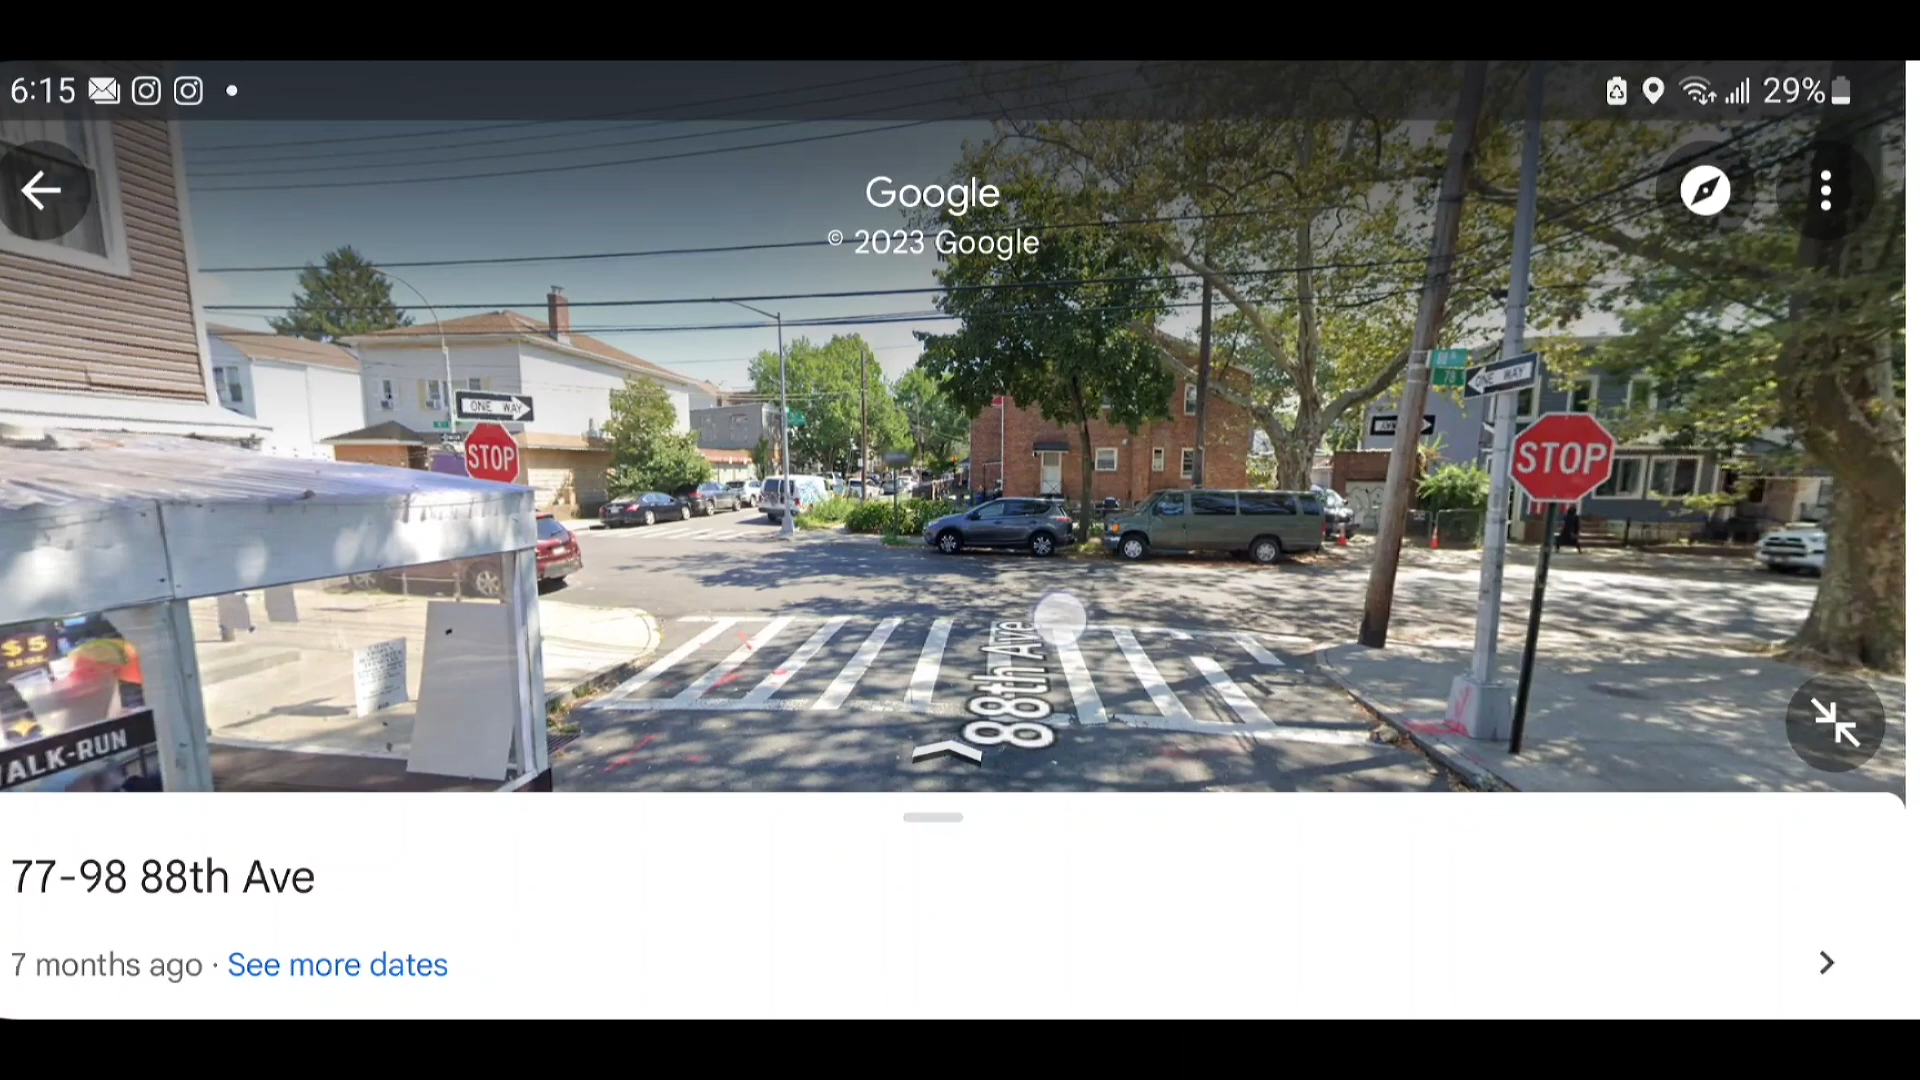 6:15
29%
Google
© 2023 Google
ONE WAY
STOP
ONE WAY
STOP
$5
ALK-RUN
88th Ave
77-98 88th Ave
7 months ago · See more dates